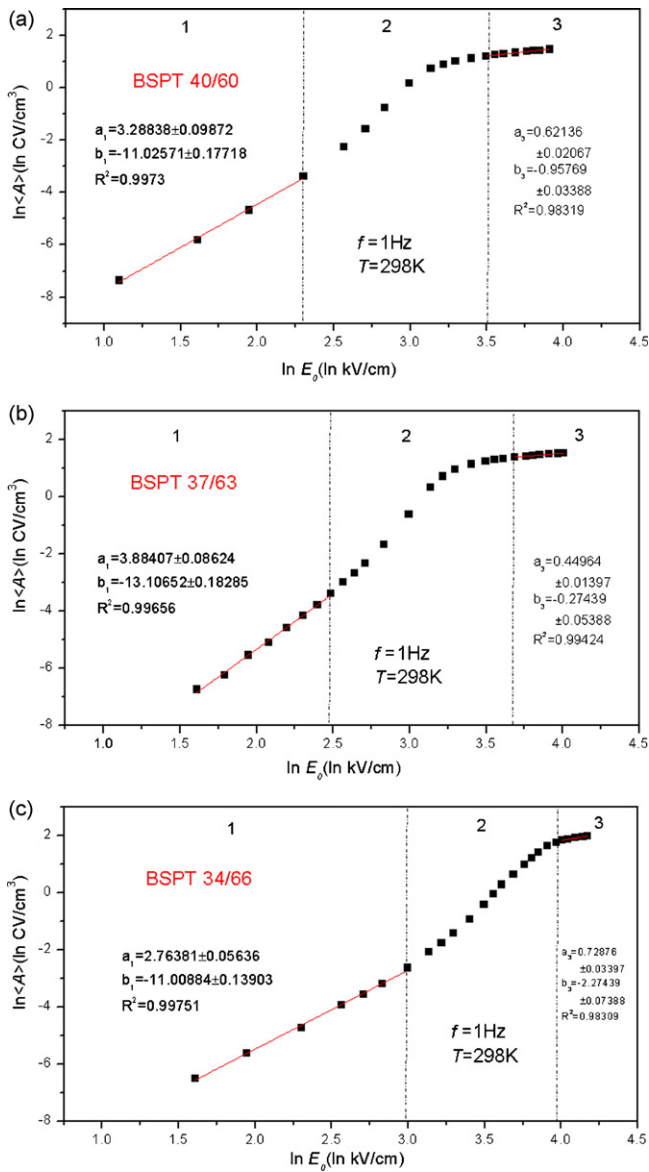 (a)
1 2 3
BSPT 40/60
a₁=3.28838±0.09872
b₁=-11.02571±0.17718
R²=0.9973
a₃=0.62136
±0.02067
b₃=-0.95769
±0.03388
R²=0.98319
f=1Hz
T=298K
ln<A>(ln CV/cm³)
2
0
-2
-4
-6
-8
1.0 1.5 2.0 2.5 3.0 3.5 4.0 4.5
ln E₀(ln kV/cm)
(b)
1 2 3
BSPT 37/63
a₁=3.88407±0.08624
b₁=-13.10652±0.18285
R²=0.99656
a₃=0.44964
±0.01397
b₃=-0.27439
±0.05388
R²=0.99424
f=1Hz
T=298K
ln<A>(ln CV/cm³)
2
0
-2
-4
-6
-8
1.0 1.5 2.0 2.5 3.0 3.5 4.0 4.5
ln E₀(ln kV/cm)
(c)
1 2 3
BSPT 34/66
a₁=2.76381±0.05636
b₁=-11.00884±0.13903
R²=0.99751
a₃=0.72876
±0.03397
b₃=-2.27439
±0.07388
R²=0.98309
f=1Hz
T=298K
ln<A>(ln CV/cm³)
2
0
-2
-4
-6
-8
1.0 1.5 2.0 2.5 3.0 3.5 4.0 4.5
ln E₀(ln kV/cm)